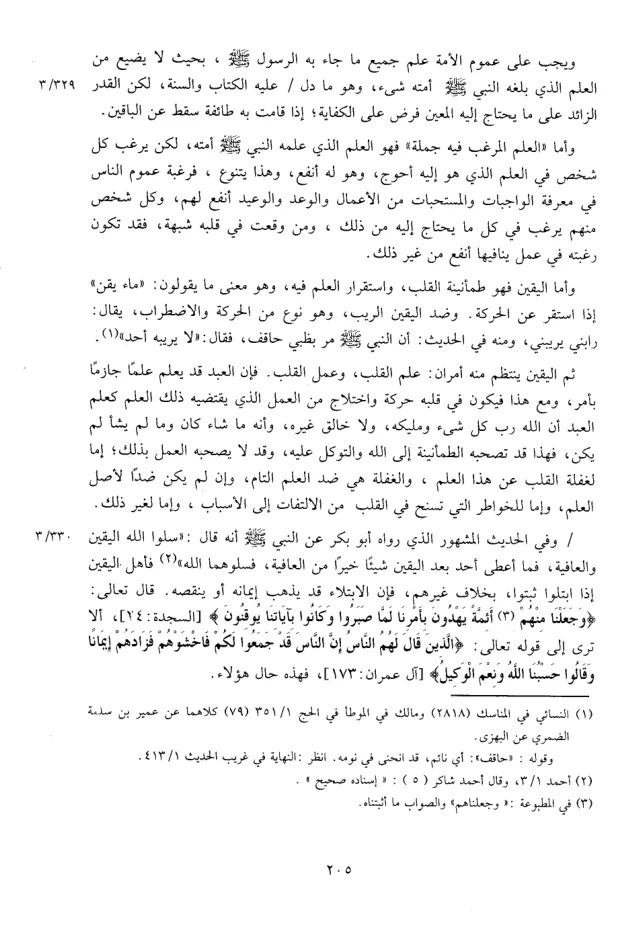 ويجب على عموم الأمة علم جميع ما جاء به الرسول ﷺ ، بحيث لا يضيع من
العلم الذي بلغه النبي ﷺ أمته شىء، وهو ما دل / عليه الكتاب والسنة، لكن القدر
٣/٣٢٩
الزائد على ما يحتاج إليه المعين فرض على الكفاية؛ إذا قامت به طائفة سقط عن الباقين.
وأما «العلم المرغب فيه جملة» فهو العلم الذي علمه النبي ﷺ أمته، لكن يرغب كل
شخص في العلم الذي هو إليه أحوج، وهو له أنفع، وهذا يتنوع ، فرغبة عموم الناس
في معرفة الواجبات والمستحبات من الأعمال والوعد والوعيد أنفع لهم، وكل شخص
منهم يرغب في كل ما يحتاج إليه من ذلك ، ومن وقعت في قلبه شبهة، فقد تكون
رغبته في عمل ينافيها أنفع من غير ذلك.
وأما اليقين فهو طمأنينة القلب، واستقرار العلم فيه، وهو معنى ما يقولون: «ماء يقن»
إذا استقر عن الحركة. وضد اليقين الريب، وهو نوع من الحركة والاضطراب، يقال:
رابني يريبني، ومنه في الحديث: أن النبي ﷺ مر بظبي حاقف، فقال: «لا يريبه أحد»(١).
ثم اليقين ينتظم منه أمران: علم القلب، وعمل القلب. فإن العبد قد يعلم علمًا جازمًا
بأمر، ومع هذا فيكون في قلبه حركة واختلاج من العمل الذي يقتضيه ذلك العلم كعلم
العبد أن الله رب كل شىء ومليكه، ولا خالق غيره، وأنه ما شاء كان وما لم يشأ لم
يكن، فهذا قد تصحبه الطمأنينة إلى الله والتوكل عليه، وقد لا يصحبه العمل بذلك؛ إما
لغفلة القلب عن هذا العلم ، والغفلة هي ضد العلم التام، وإن لم يكن ضدًا لأصل
العلم، وإما للخواطر التي تسنح في القلب من الالتفات إلى الأسباب ، وإما لغير ذلك.
/ وفي الحديث المشهور الذي رواه أبو بكر عن النبي ﷺ أنه قال :«سلوا الله اليقين
٣/٣٣٠
والعافية، فما أعطى أحد بعد اليقين شيئًا خيرًا من العافية، فسلوهما الله»(٢) فأهل اليقين
إذا ابتلوا ثبتوا، بخلاف غيرهم، فإن الابتلاء قد يذهب إيمانه أو ينقصه. قال تعالى:
﴿وَجَعَلْنَا مِنْهُمْ (٣) أَئِمَّةً يَهْدُونَ بِأَمْرِنَا لَمَّا صَبَرُوا وَكَانُوا بِآيَاتِنَا يُوقِنُونَ ﴾ [السجدة:٢٤]، ألا
ترى إلى قوله تعالى: ﴿الَّذِينَ قَالَ لَهُمُ النَّاسُ إِنَّ النَّاسَ قَدْ جَمَعُوا لَكُمْ فَاخْشَوْهُمْ فَزَادَهُمْ إِيمَانًا
وَقَالُوا حَسْبُنَا اللَّهُ وَنِعْمَ الْوَكِيلُ﴾ [آل عمران:١٧٣]، فهذه حال هؤلاء.
(١) النسائي في المناسك (٢٨١٨) ومالك في الموطأ في الحج ٣٥١/١ (٧٩) كلاهما عن عمير بن سلمة
الضمري عن البهزى.
وقوله : «حاقف»: أي نائم، قد انحنى في نومه. انظر :النهاية في غريب الحديث ٤١٣/١ .
(٢) أحمد ٣/١، وقال أحمد شاكر (٥) : « إسناده صحيح » .
(٣) في المطبوعة :« وجعلناهم» والصواب ما أثبتناه.
٢٠٥